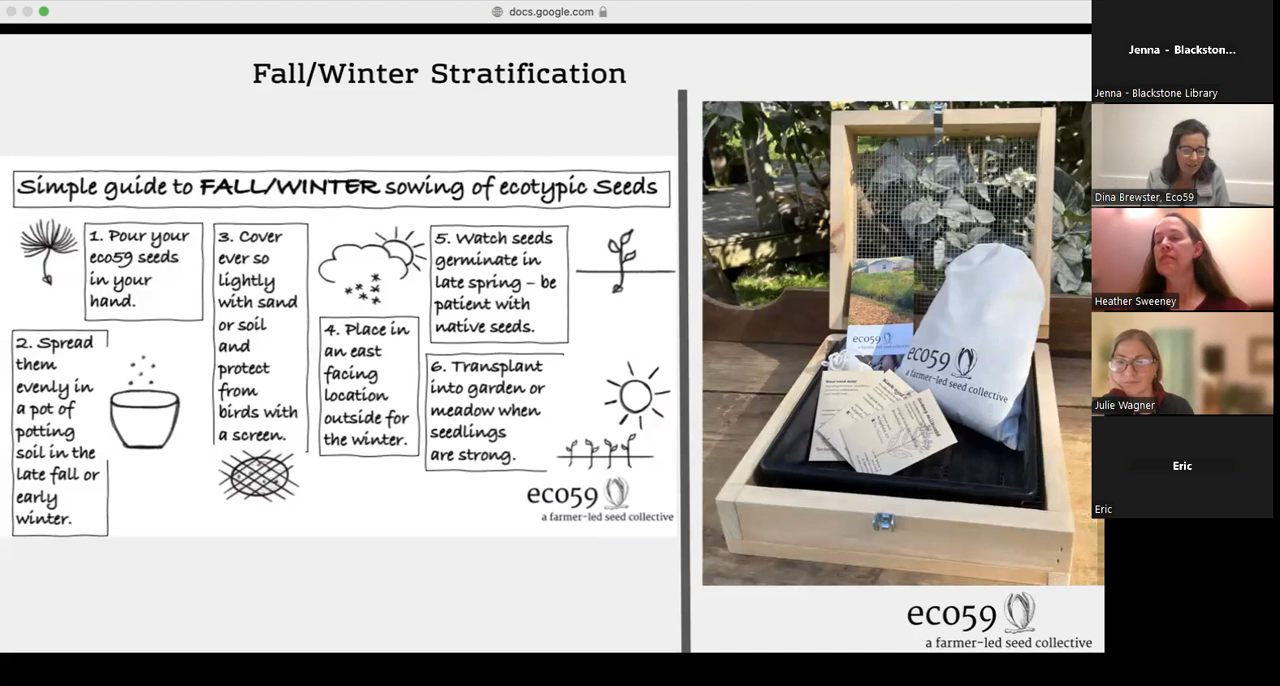 docs.google.com
Fall/Winter Stratification
Simple guide to FALL/WINTER sowing of ecotypic Seeds
1. Pour your
eco59 seeds
in your
hand.
2. Spread
them
evenly in
a pot of
potting
soil in the
late fall or
early
winter.
3. Cover
ever so
lightly
with sand
or soil
and
protect
from
birds with
a screen.
4. Place in
an east
facing
location
outside for
the winter.
5. Watch seeds
germinate in
late spring – be
patient with
native seeds.
6. Transplant
into garden or
meadow when
seedlings
are strong.
eco59
a farmer-led seed collective
eco59
eco59
a farmer-led seed collective
eco59
a farmer-led seed collective
Jenna - Blackston...
Jenna - Blackstone Library
Dina Brewster, Eco59
Heather Sweeney
Julie Wagner
Eric
Eric